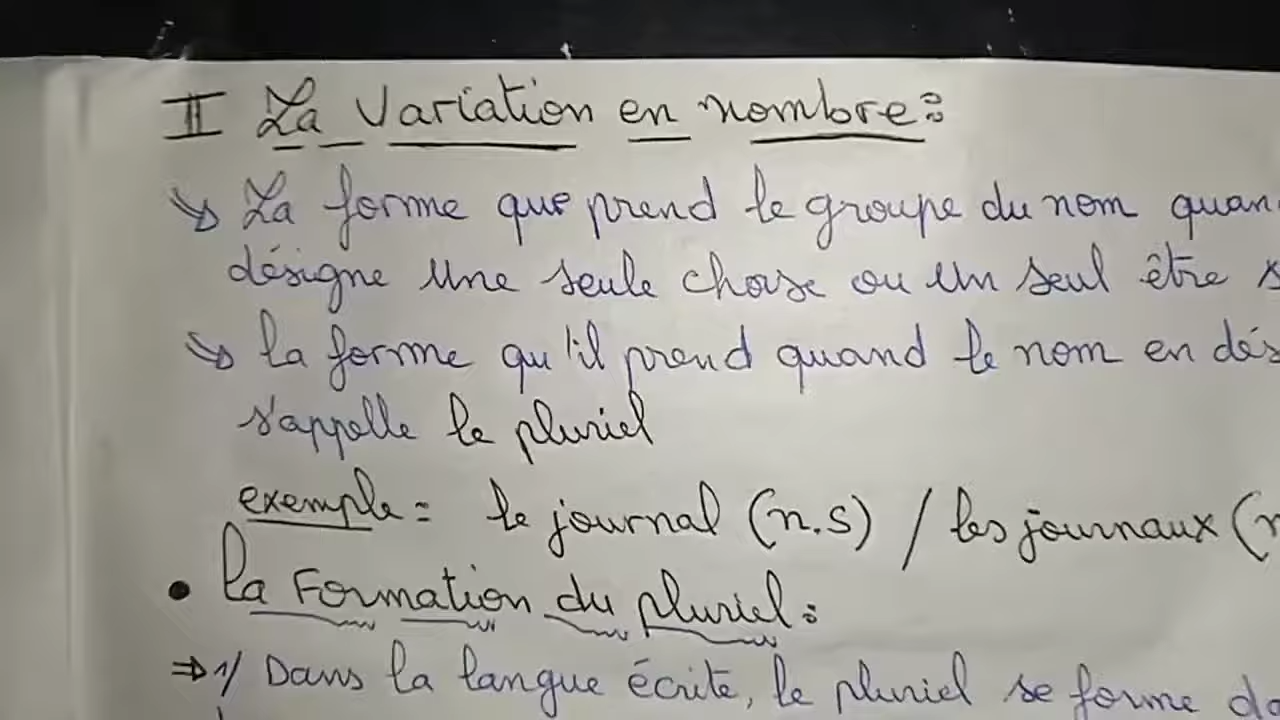 II La variation en nombre:
↘ La forme que prend le groupe du nom quan
désigne une seule chose ou un seul être s
↘ la forme qu'il prend quand le nom en dés
s'appelle le pluriel
exemple: le journal (n.s) / les journaux (n
• la Formation du pluriel:
⇒ 1/ Dans la langue écrite, le pluriel se forme da